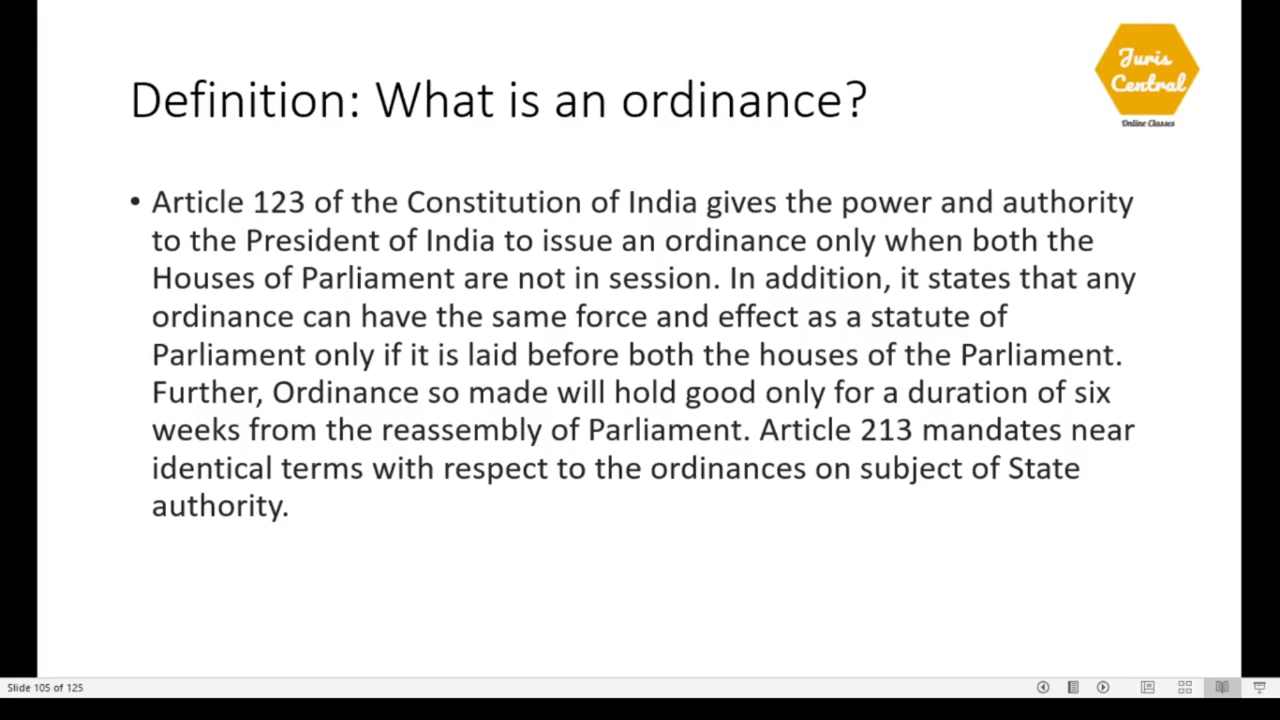 Juris
Central
Online Classes
Definition: What is an ordinance?
• Article 123 of the Constitution of India gives the power and authority
to the President of India to issue an ordinance only when both the
Houses of Parliament are not in session. In addition, it states that any
ordinance can have the same force and effect as a statute of
Parliament only if it is laid before both the houses of the Parliament.
Further, Ordinance so made will hold good only for a duration of six
weeks from the reassembly of Parliament. Article 213 mandates near
identical terms with respect to the ordinances on subject of State
authority.
Slide 105 of 125